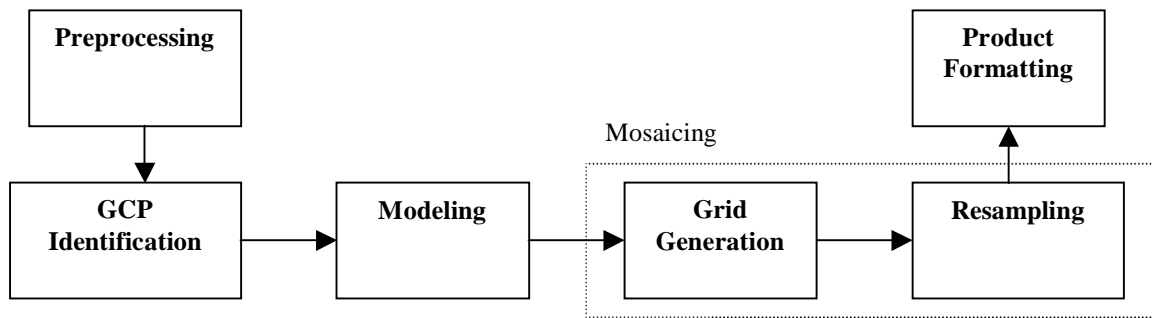 Preprocessing
Product
Formatting
Mosaicing
GCP
Identification
Modeling
Grid
Generation
Resampling